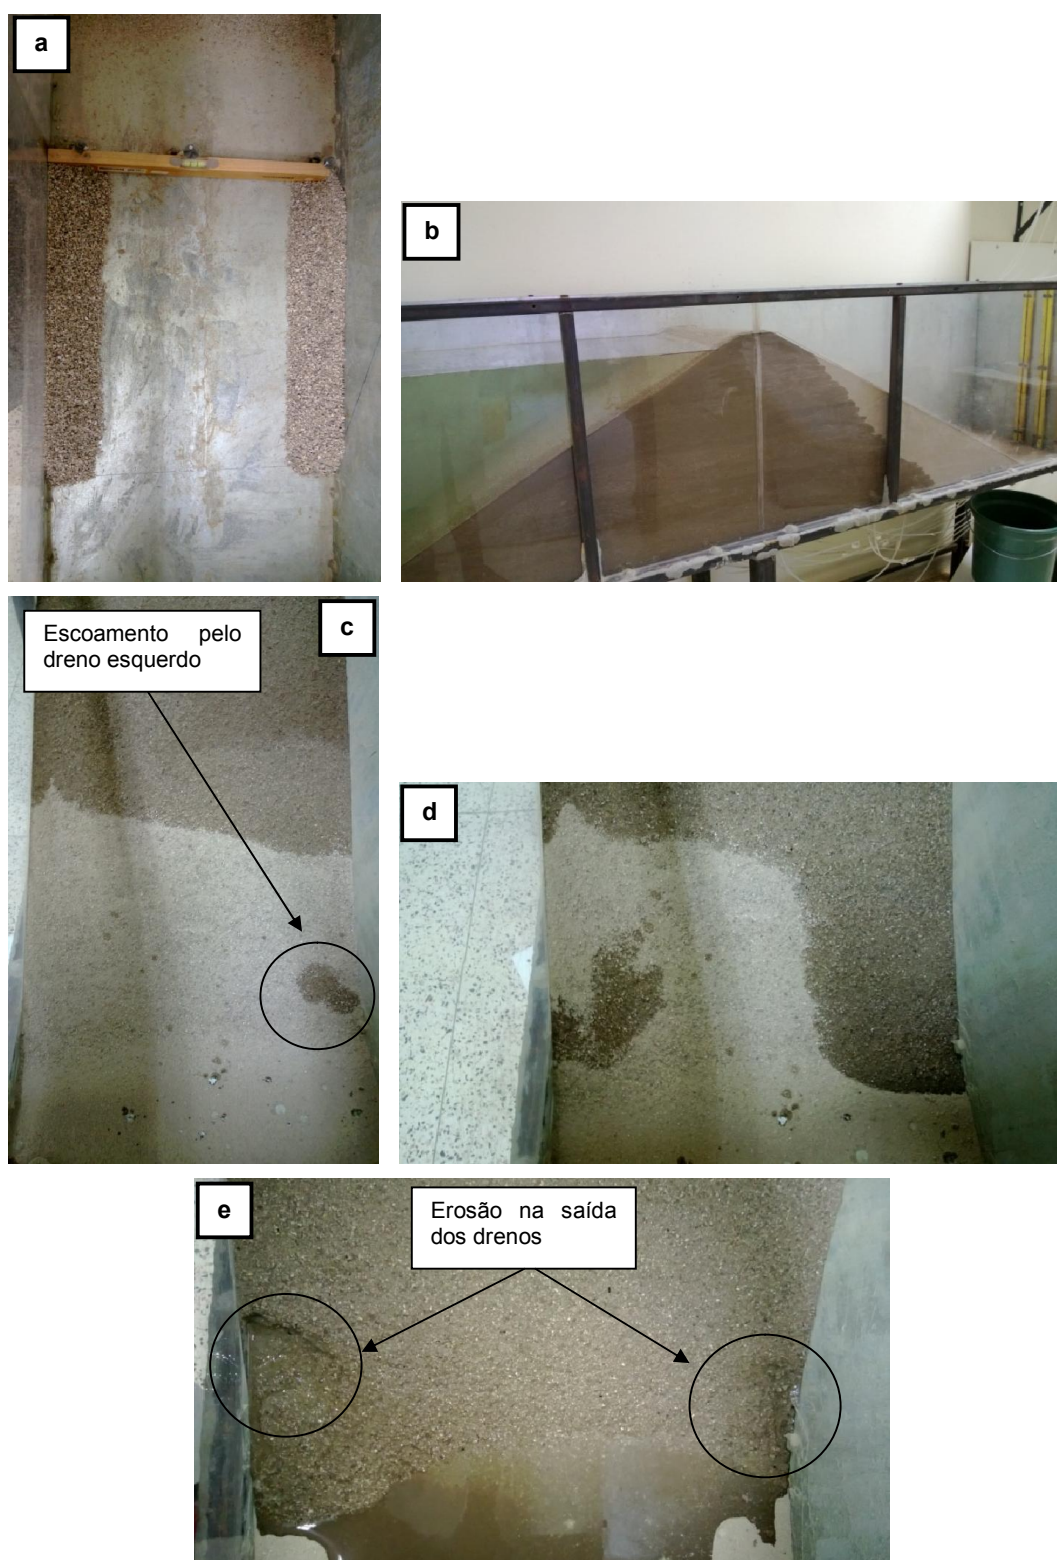 a
b
c
Escoamento pelo
dreno esquerdo
d
e
Erosão na saída
dos drenos